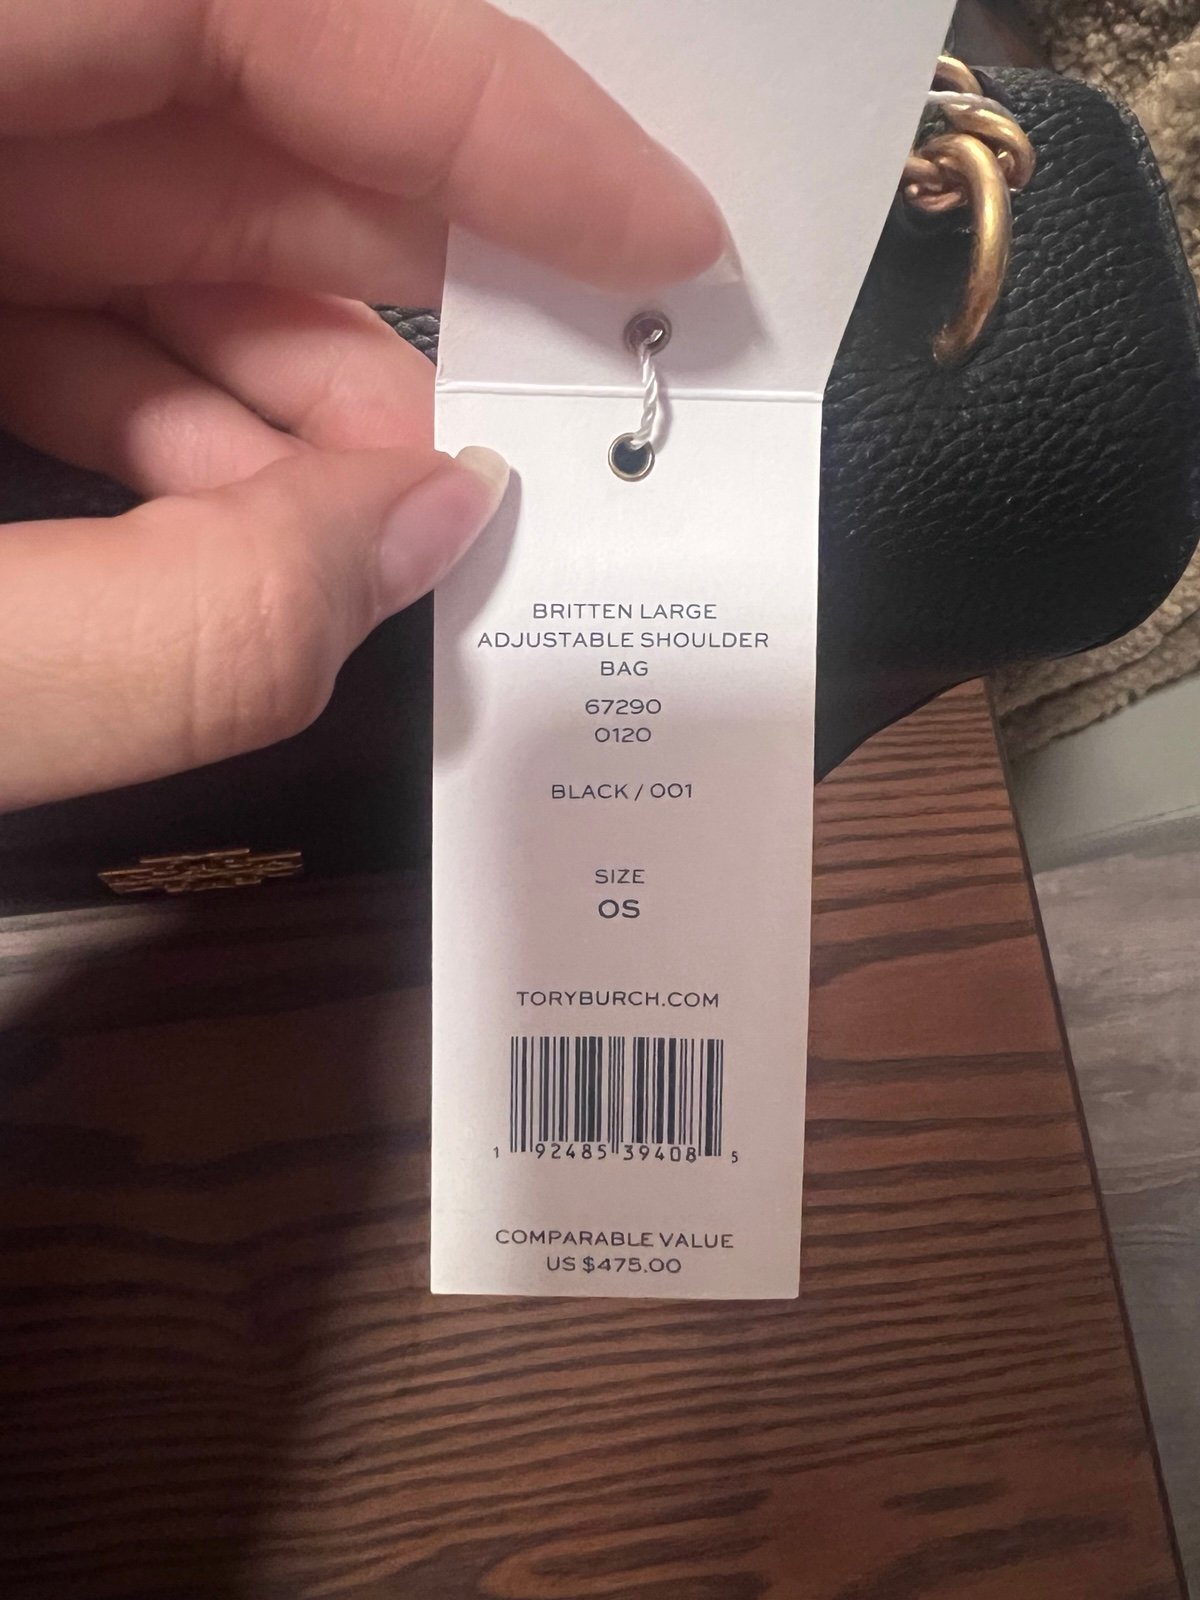 BRITTEN LARGE
ADJUSTABLE SHOULDER
BAG
67290
0120
BLACK / 001
SIZE
OS
TORYBURCH.COM
1 92485 39408 5
COMPARABLE VALUE
US $475.00